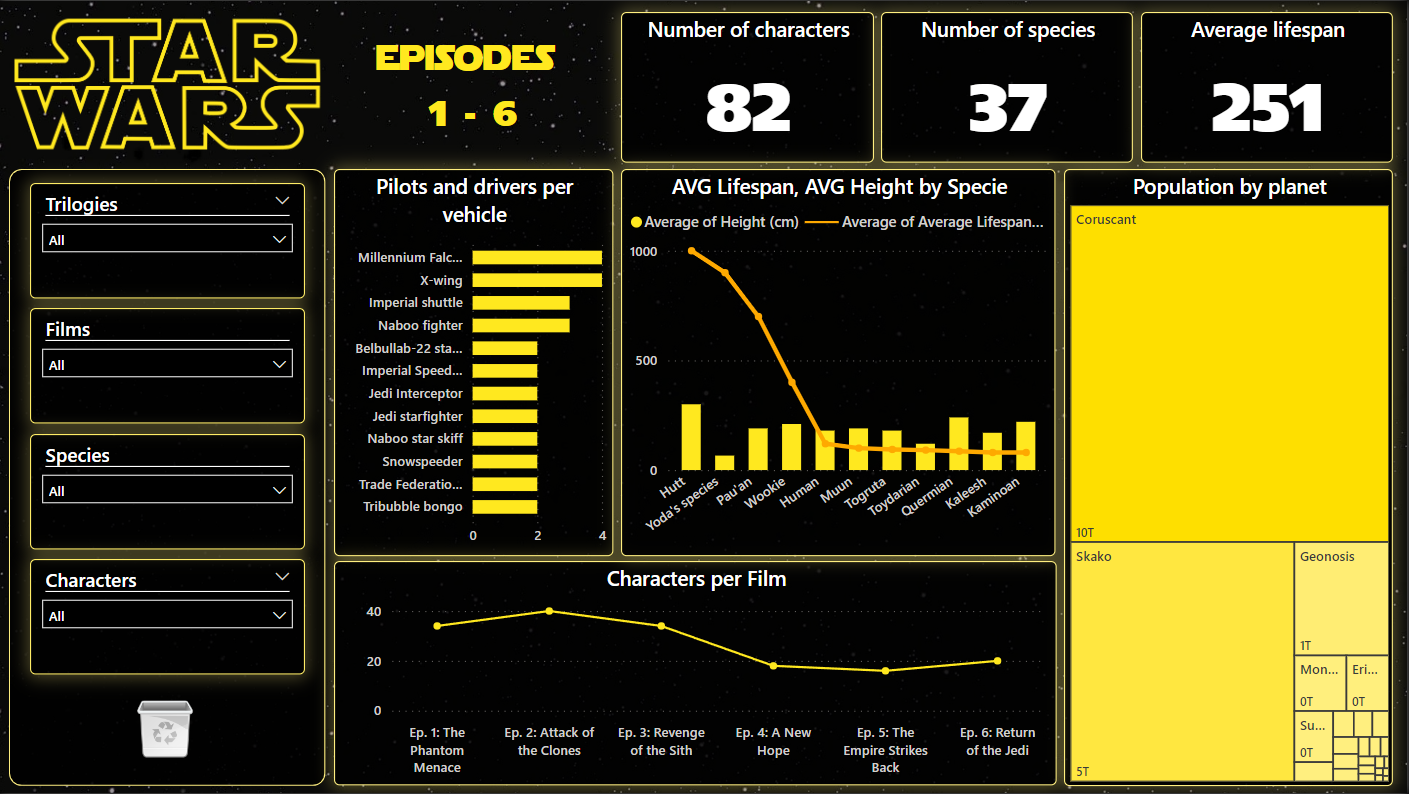 STAR
WARS
EPISODES
1 - 6
Number of characters
82
Number of species
37
Average lifespan
251
Trilogies
All
Films
All
Species
All
Characters
All
Pilots and drivers per
vehicle
Millennium Falc...
X-wing
Imperial shuttle
Naboo fighter
Belbullab-22 sta...
Imperial Speed...
Jedi Interceptor
Jedi starfighter
Naboo star skiff
Snowspeeder
Trade Federatio...
Tribubble bongo
0 2 4
AVG Lifespan, AVG Height by Specie
Average of Height (cm) Average of Average Lifespan...
1000
500
0
Hutt
Yoda's species
Pau'an
Wookie
Human
Muun
Togruta
Toydarian
Quermian
Kaleesh
Kaminoan
Characters per Film
40
20
0
Ep. 1: The
Phantom
Menace
Ep. 2: Attack of
the Clones
Ep. 3: Revenge
of the Sith
Ep. 4: A New
Hope
Ep. 5: The
Empire Strikes
Back
Ep. 6: Return
of the Jedi
Population by planet
Coruscant
10T
Skako
5T
Geonosis
1T
Mon...
0T
Eri...
0T
Su...
0T